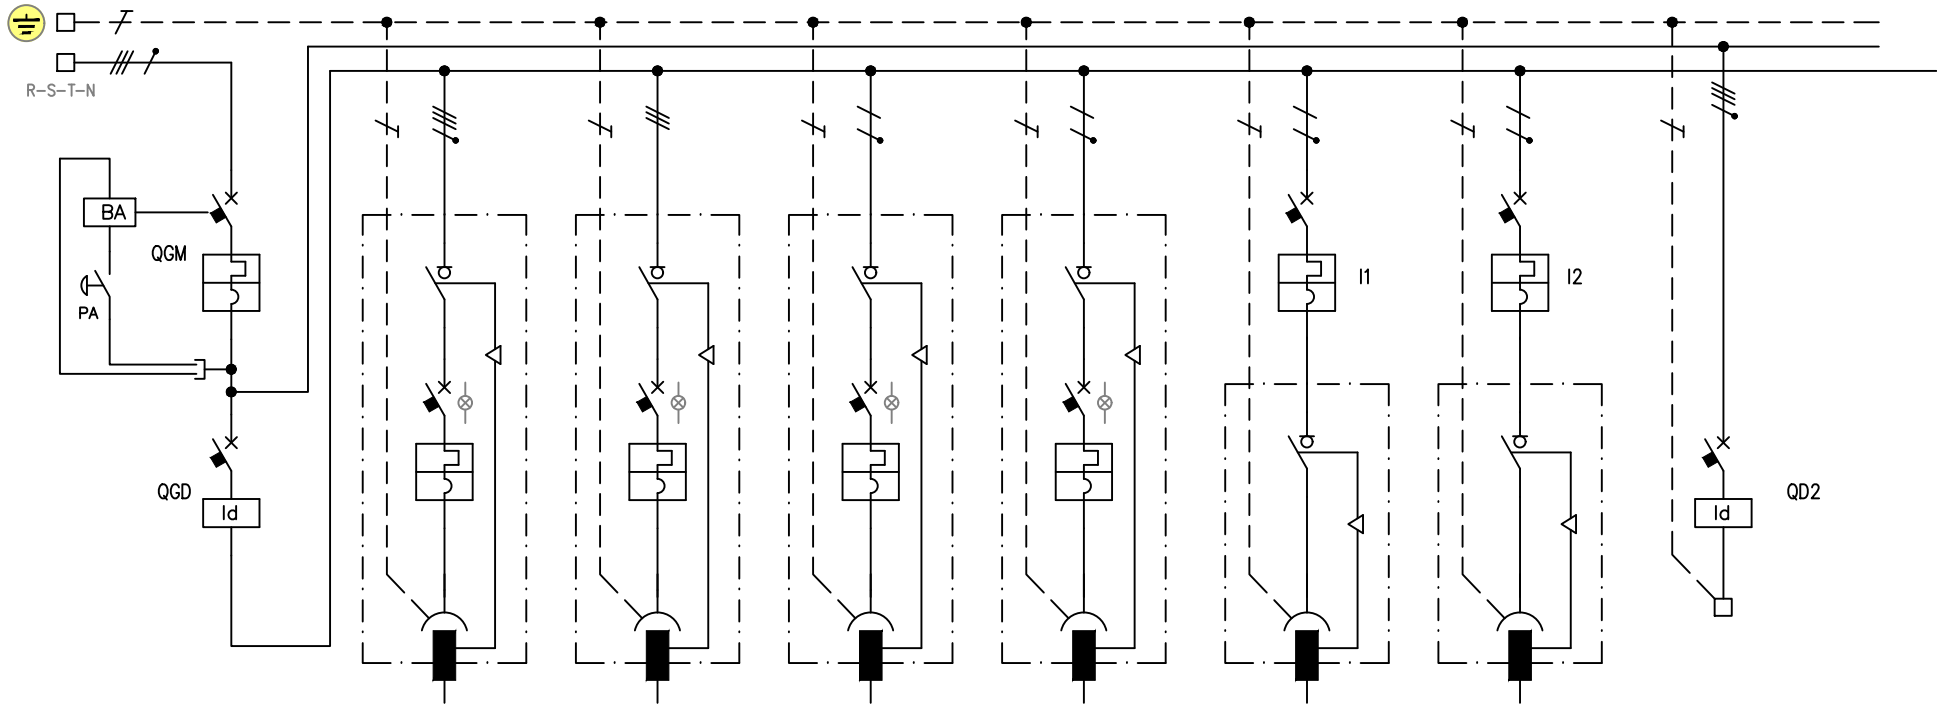 R-S-T-N
BA
QGM
I1
I2
PA
QGD
QD2
Id
Id